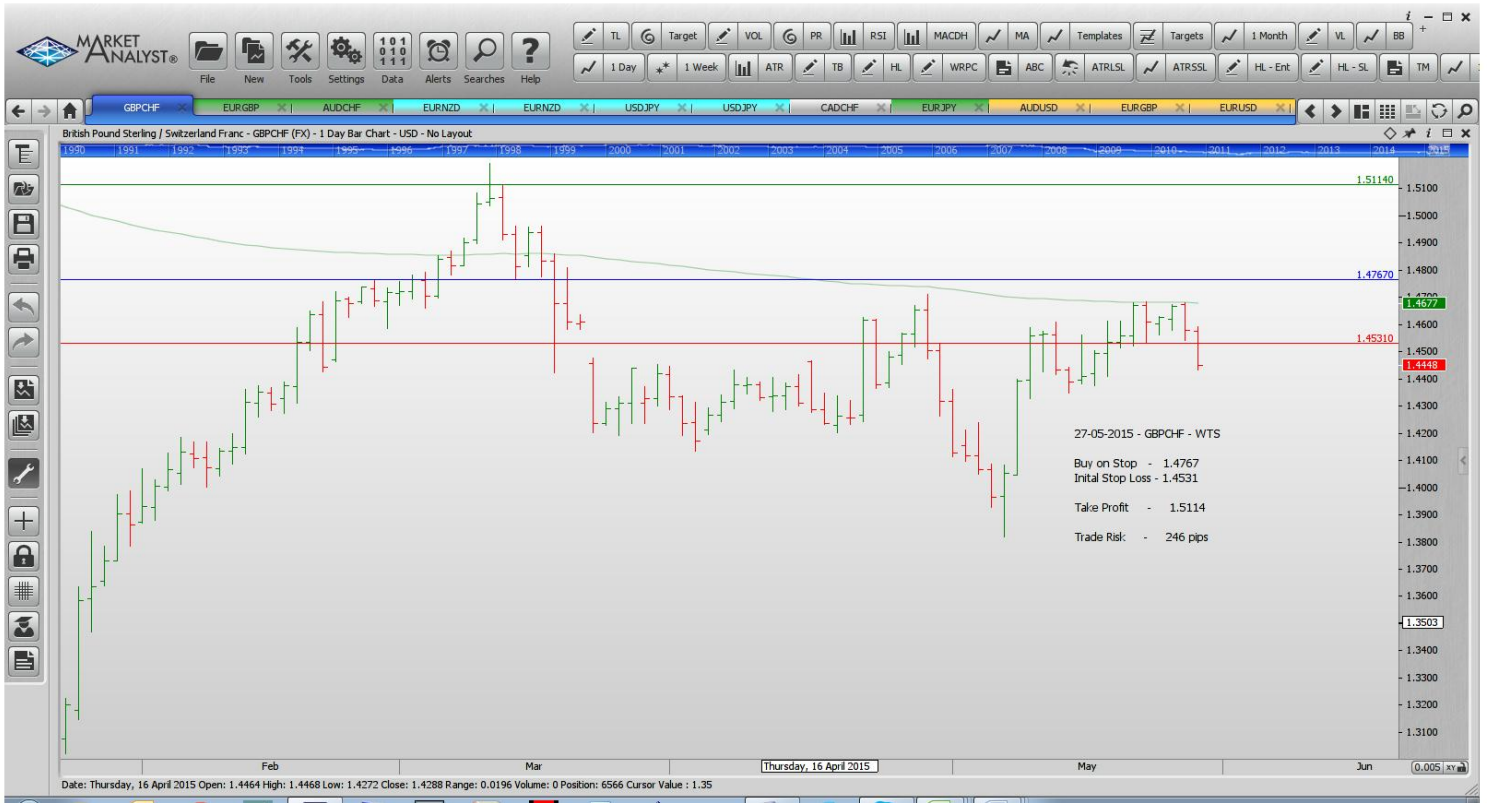 MARKET
ANALYST®
File New Tools Settings Data Alerts Searches Help
101
010
111
TL Target VOL PR RSI MACDH MA Templates Targets 1 Month VL BB
1 Day 1 Week ATR TB HL WRPC ABC ATRLSL ATRSSL HL - Ent HL - SL TM
GBPCHF EURGBP AUDCHF EURNZD EURNZD USDJPY USDJPY CADCHF EURJPY AUDUSD EURGBP EURUSD
British Pound Sterling / Switzerland Franc - GBPCHF (FX) - 1 Day Bar Chart - USD - No Layout
1990 1991 1992 1993 1994 1995 1996 1997 1998 1999 2000 2001 2002 2003 2004 2005 2006 2007 2008 2009 2010 2011 2012 2013 2014 2015
1.51140
1.5100
1.5000
1.4900
1.4800
1.47670
1.4700
1.4677
1.4600
1.45310
1.4500
1.4448
1.4400
1.4300
1.4200
1.4100
1.4000
1.3900
1.3800
1.3700
1.3600
1.3503
1.3400
1.3300
1.3200
1.3100
27-05-2015 - GBPCHF - WTS
Buy on Stop - 1.4767
Inital Stop Loss - 1.4531
Take Profit - 1.5114
Trade Risk - 246 pips
Feb Mar Thursday, 16 April 2015 May Jun 0.005 XY
Date: Thursday, 16 April 2015 Open: 1.4464 High: 1.4468 Low: 1.4272 Close: 1.4288 Range: 0.0196 Volume: 0 Position: 6566 Cursor Value : 1.35